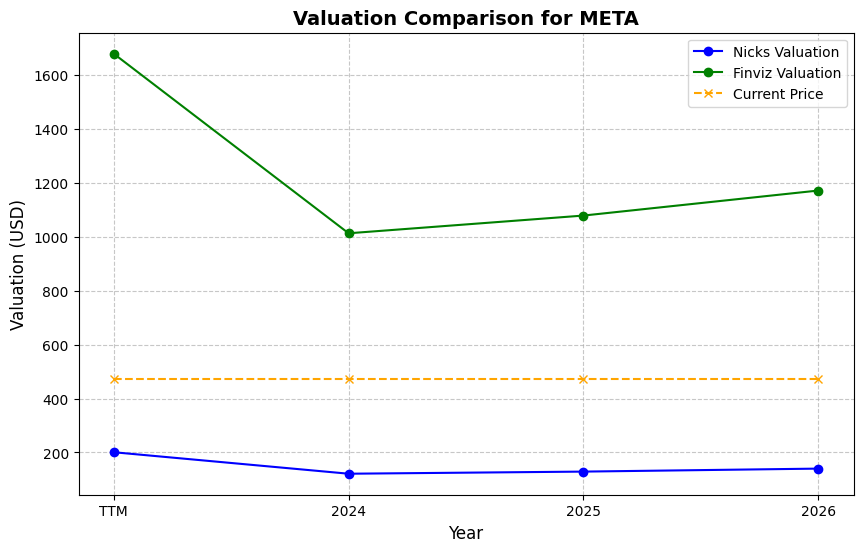 Valuation Comparison for META
Nicks Valuation
Finviz Valuation
Current Price
Valuation (USD)
1600
1400
1200
1000
800
600
400
200
TTM
2024
2025
2026
Year